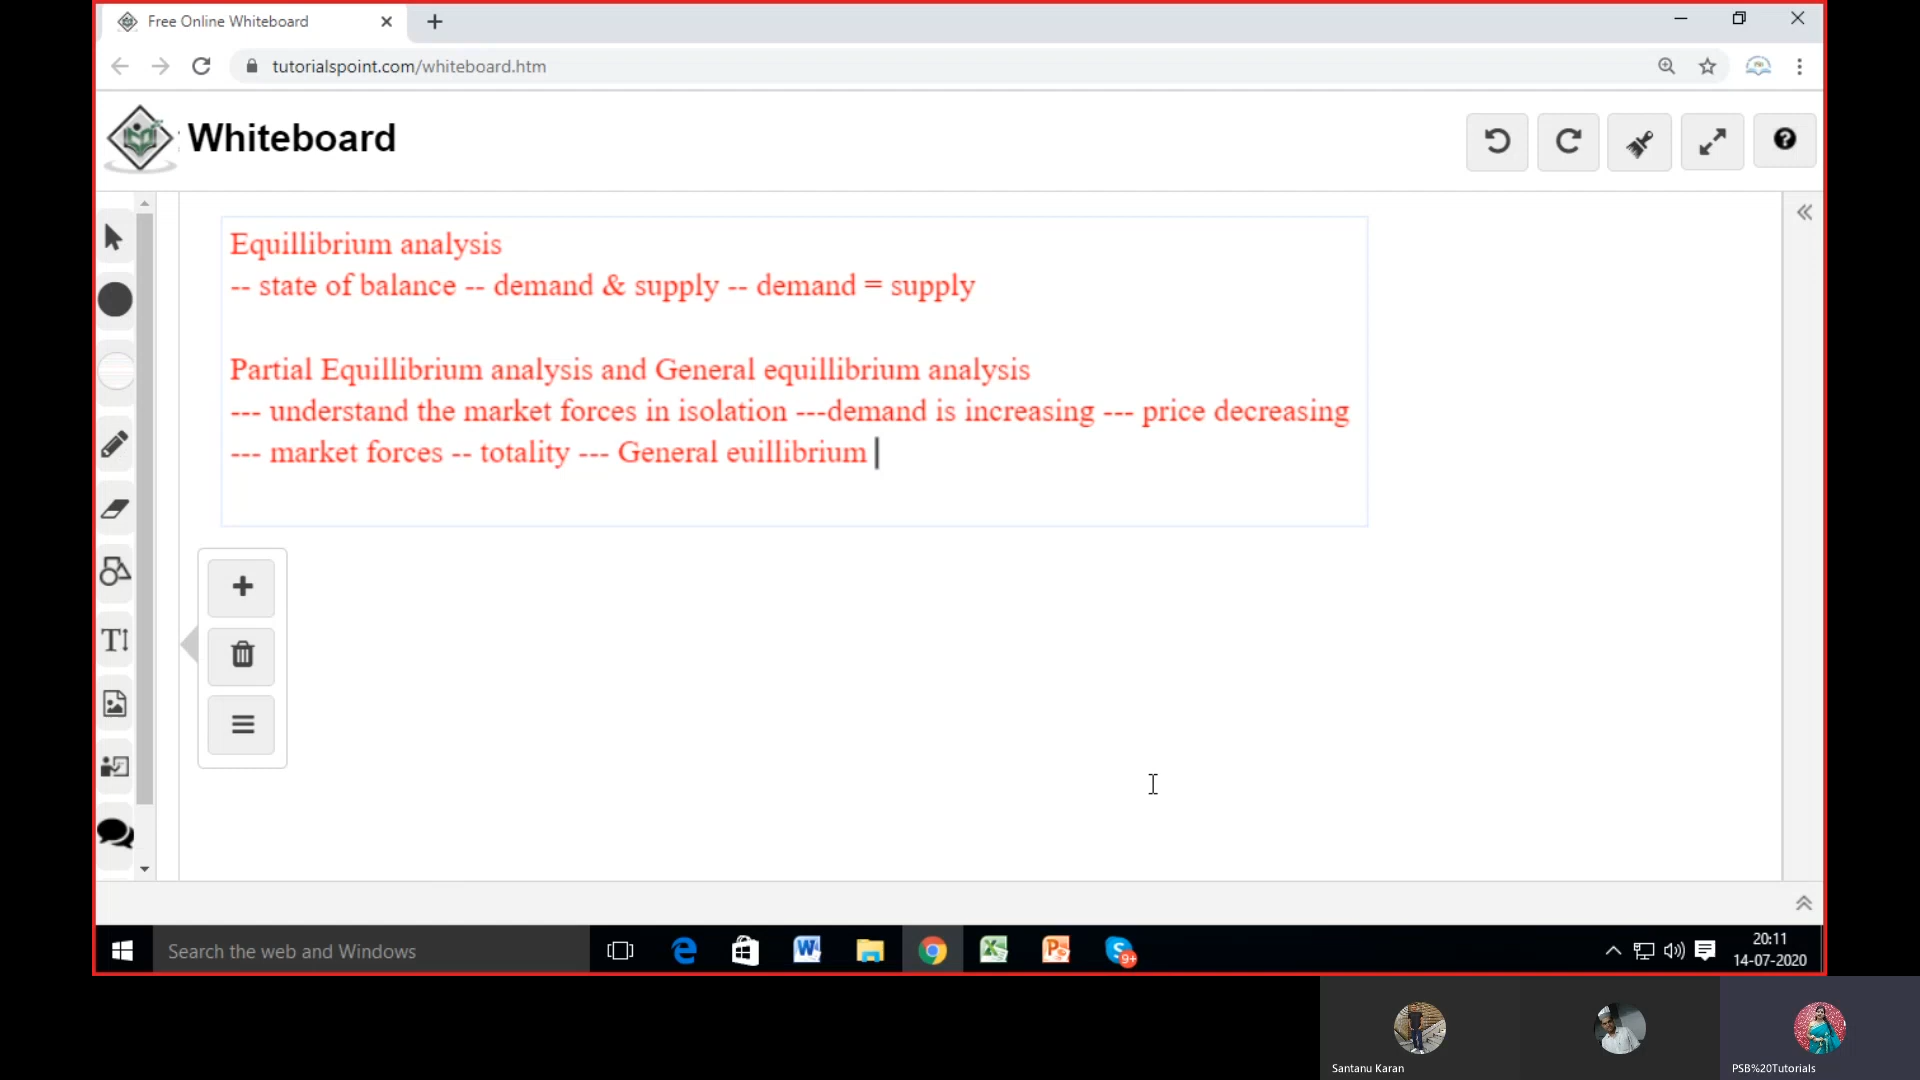 Free Online Whiteboard
tutorialspoint.com/whiteboard.htm
Whiteboard
Equillibrium analysis
-- state of balance -- demand & supply -- demand = supply
Partial Equillibrium analysis and General equillibrium analysis
--- understand the market forces in isolation ---demand is increasing --- price decreasing
--- market forces -- totality --- General euillibrium
Search the web and Windows
9+
20:11
14-07-2020
Santanu Karan
PSB%20Tutorials